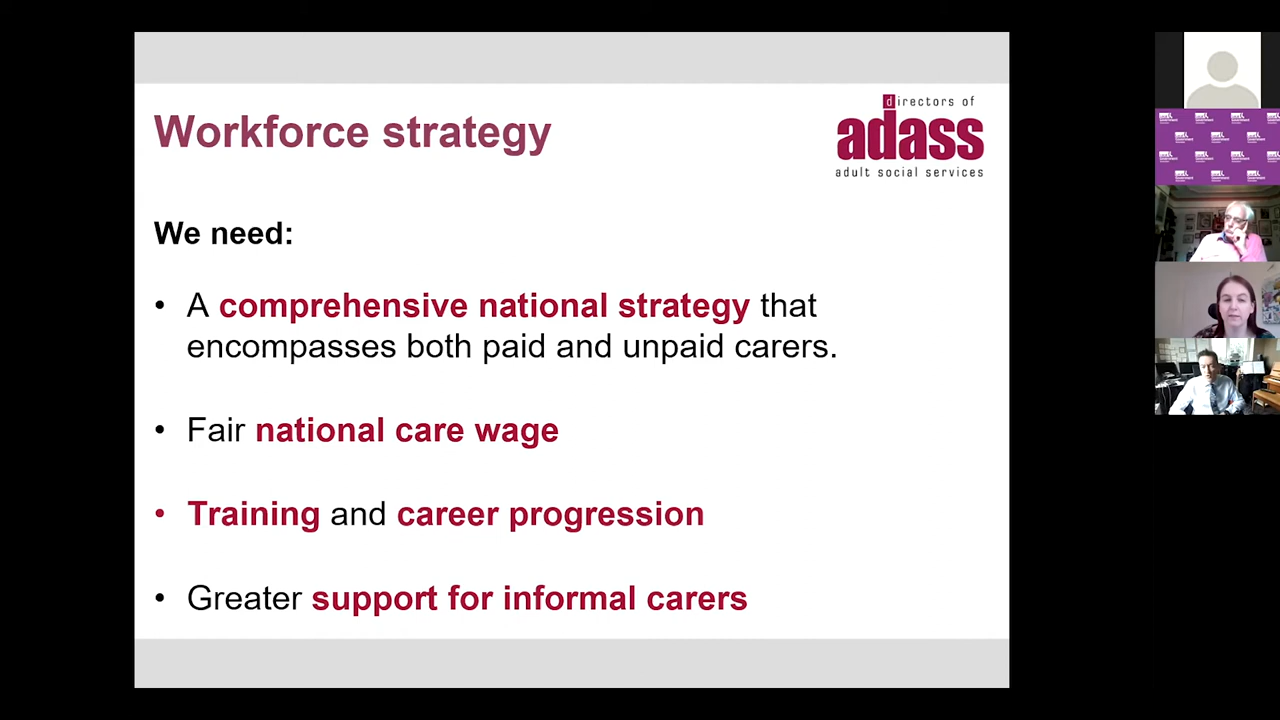 Workforce strategy
directors of
adass
adult social services
We need:
• A comprehensive national strategy that
encompasses both paid and unpaid carers.
• Fair national care wage
• Training and career progression
• Greater support for informal carers